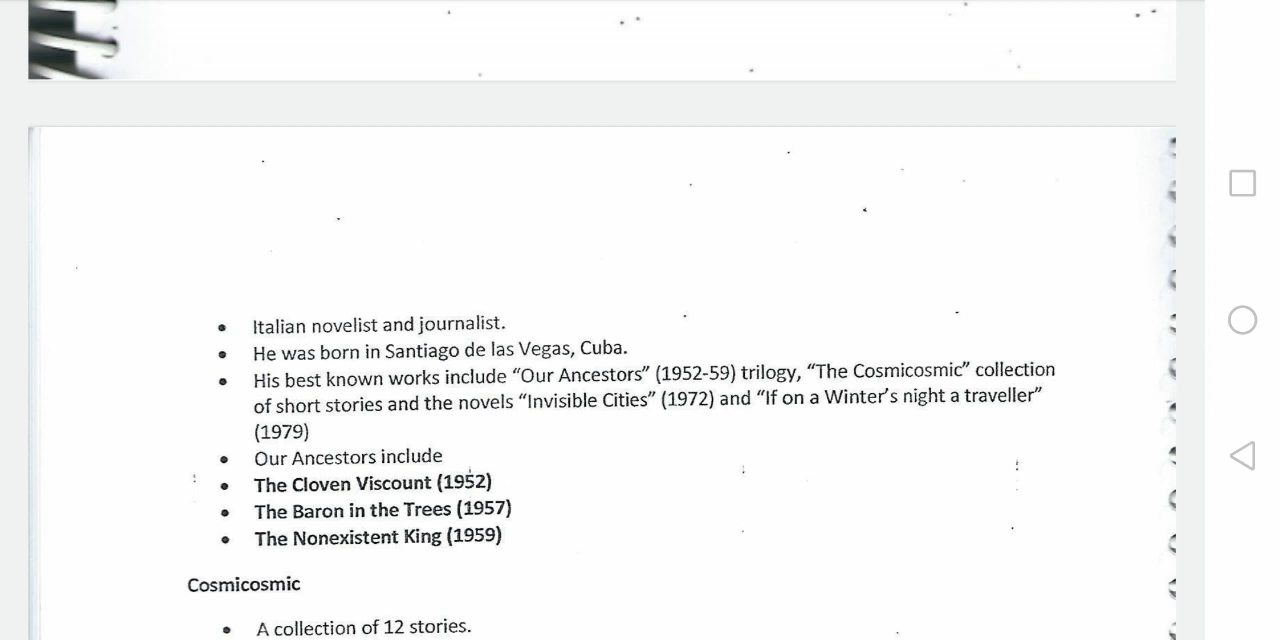 • Italian novelist and journalist.
• He was born in Santiago de las Vegas, Cuba.
• His best known works include “Our Ancestors” (1952-59) trilogy, “The Cosmicosmic” collection
of short stories and the novels “Invisible Cities” (1972) and “If on a Winter’s night a traveller”
(1979)
• Our Ancestors include
• The Cloven Viscount (1952)
• The Baron in the Trees (1957)
• The Nonexistent King (1959)
Cosmicosmic
• A collection of 12 stories.